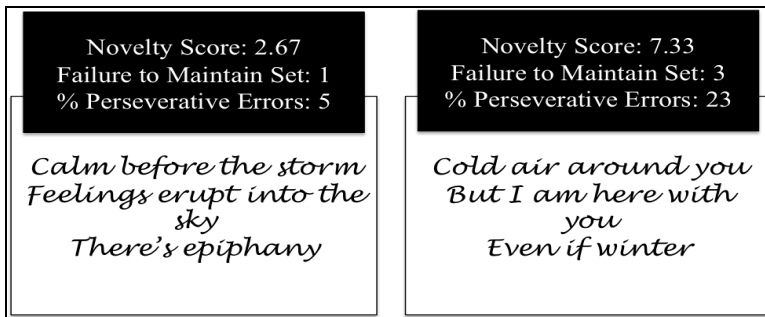 Novelty Score: 2.67
Failure to Maintain Set: 1
% Perseverative Errors: 5
Calm before the storm
Feelings erupt into the
sky
There's epiphany
Novelty Score: 7.33
Failure to Maintain Set: 3
% Perseverative Errors: 23
Cold air around you
But I am here with
you
Even if winter